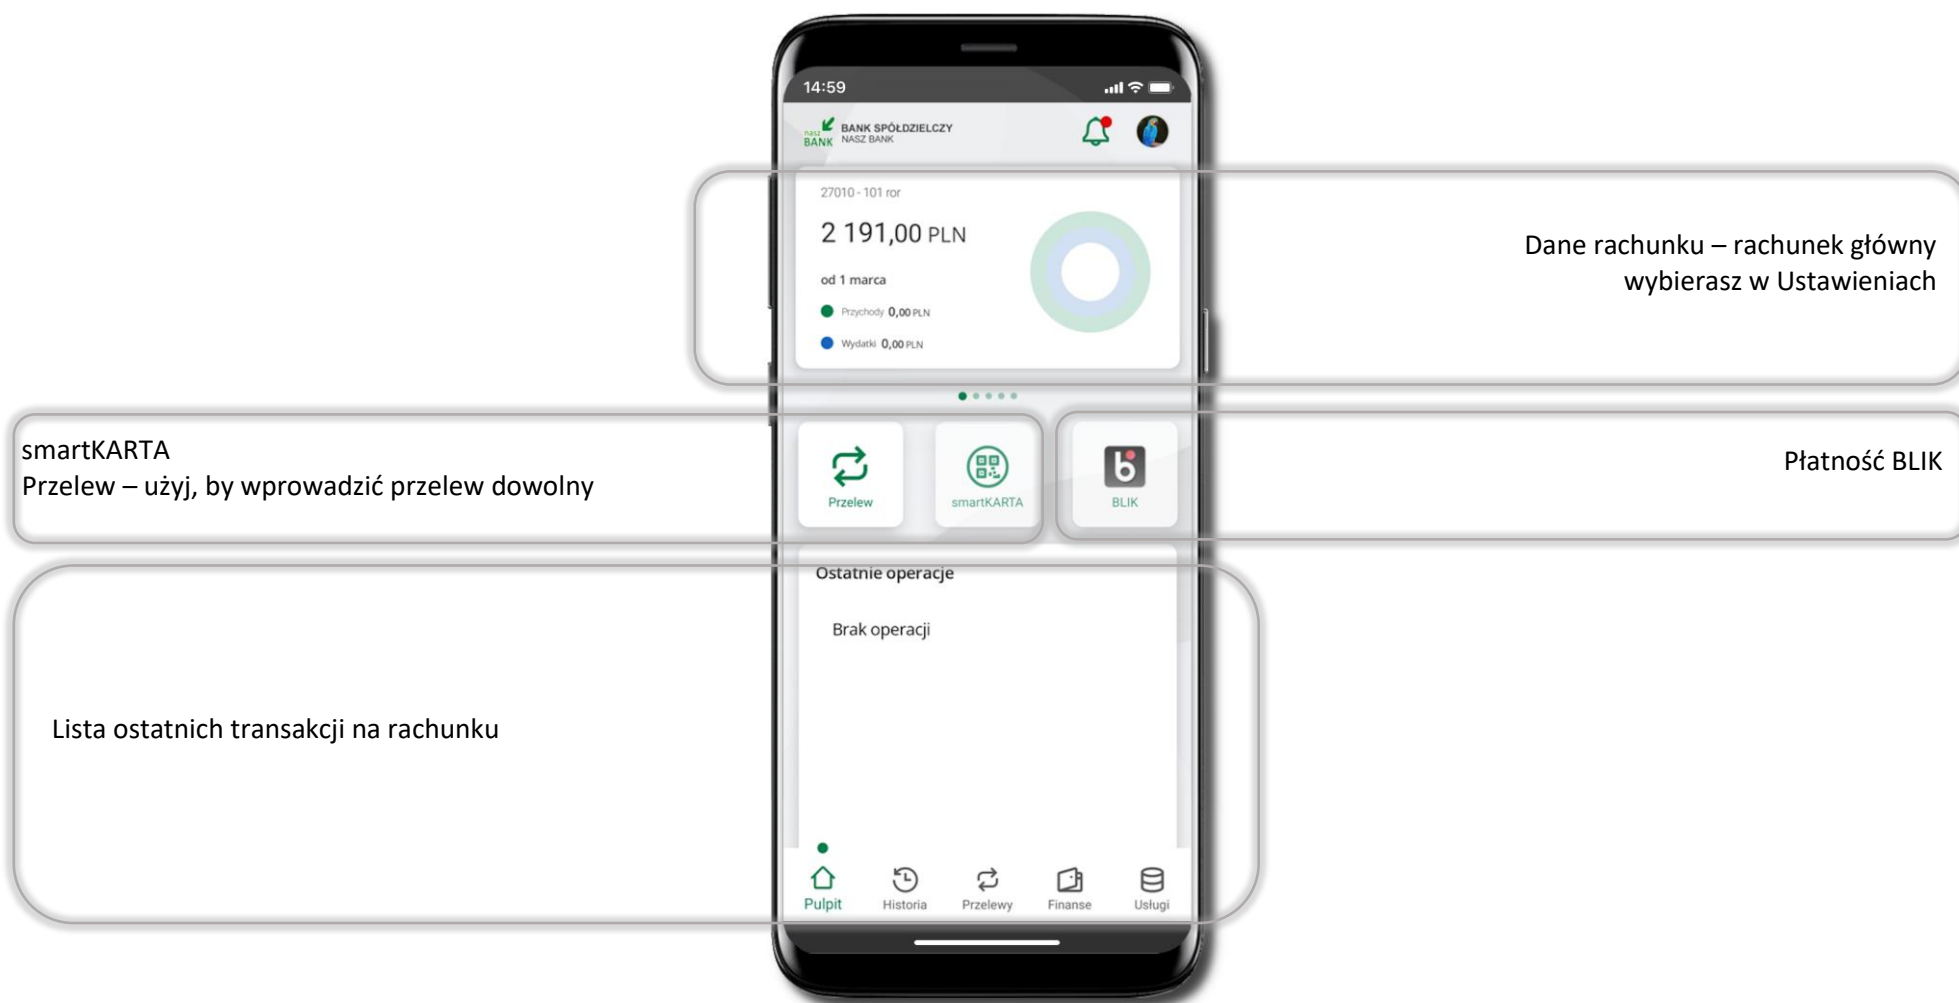 14:59
nasz
BANK
BANK SPÓŁDZIELCZY
NASZ BANK
27010 - 101 ror
2 191,00 PLN
od 1 marca
Przychody 0,00 PLN
Wydatki 0,00 PLN
Dane rachunku – rachunek główny
wybierasz w Ustawieniach
smartKARTA
Przelew – użyj, by wprowadzić przelew dowolny
Przelew
smartKARTA
BLIK
Płatność BLIK
Ostatnie operacje
Brak operacji
Lista ostatnich transakcji na rachunku
Pulpit
Historia
Przelewy
Finanse
Usługi